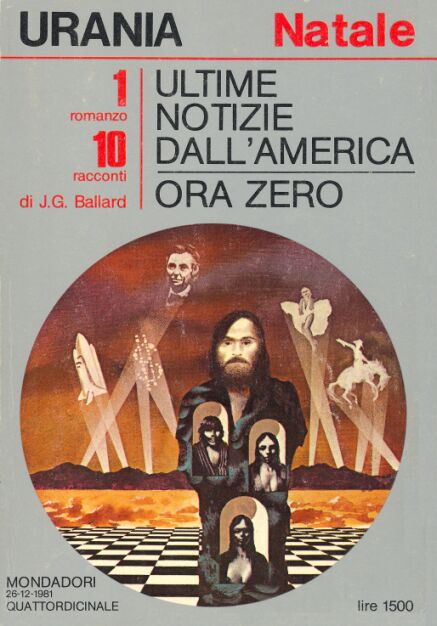 URANIA Natale
1
romanzo
10
racconti
di J.G. Ballard
ULTIME
NOTIZIE
DALL'AMERICA
ORA ZERO
MONDADORI
26-12-1981
QUATTORDICINALE
lire 1500